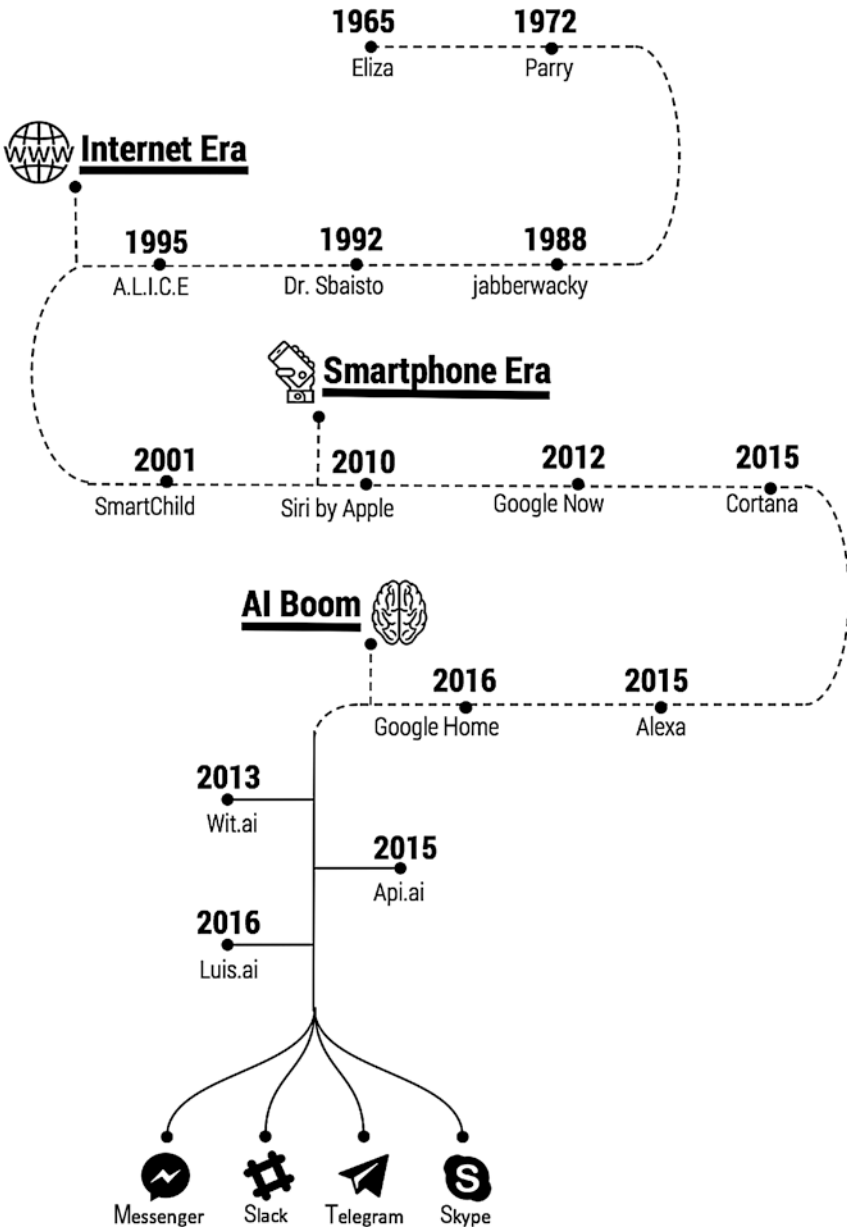 1965
Eliza
1972
Parry
WWW
Internet Era
1995
A.L.I.C.E
1992
Dr. Sbaisto
1988
jabberwacky
Smartphone Era
2001
SmartChild
2010
Siri by Apple
2012
Google Now
2015
Cortana
AI Boom
2016
Google Home
2015
Alexa
2013
Wit.ai
2015
Api.ai
2016
Luis.ai
Messenger
Slack
Telegram
S
Skype